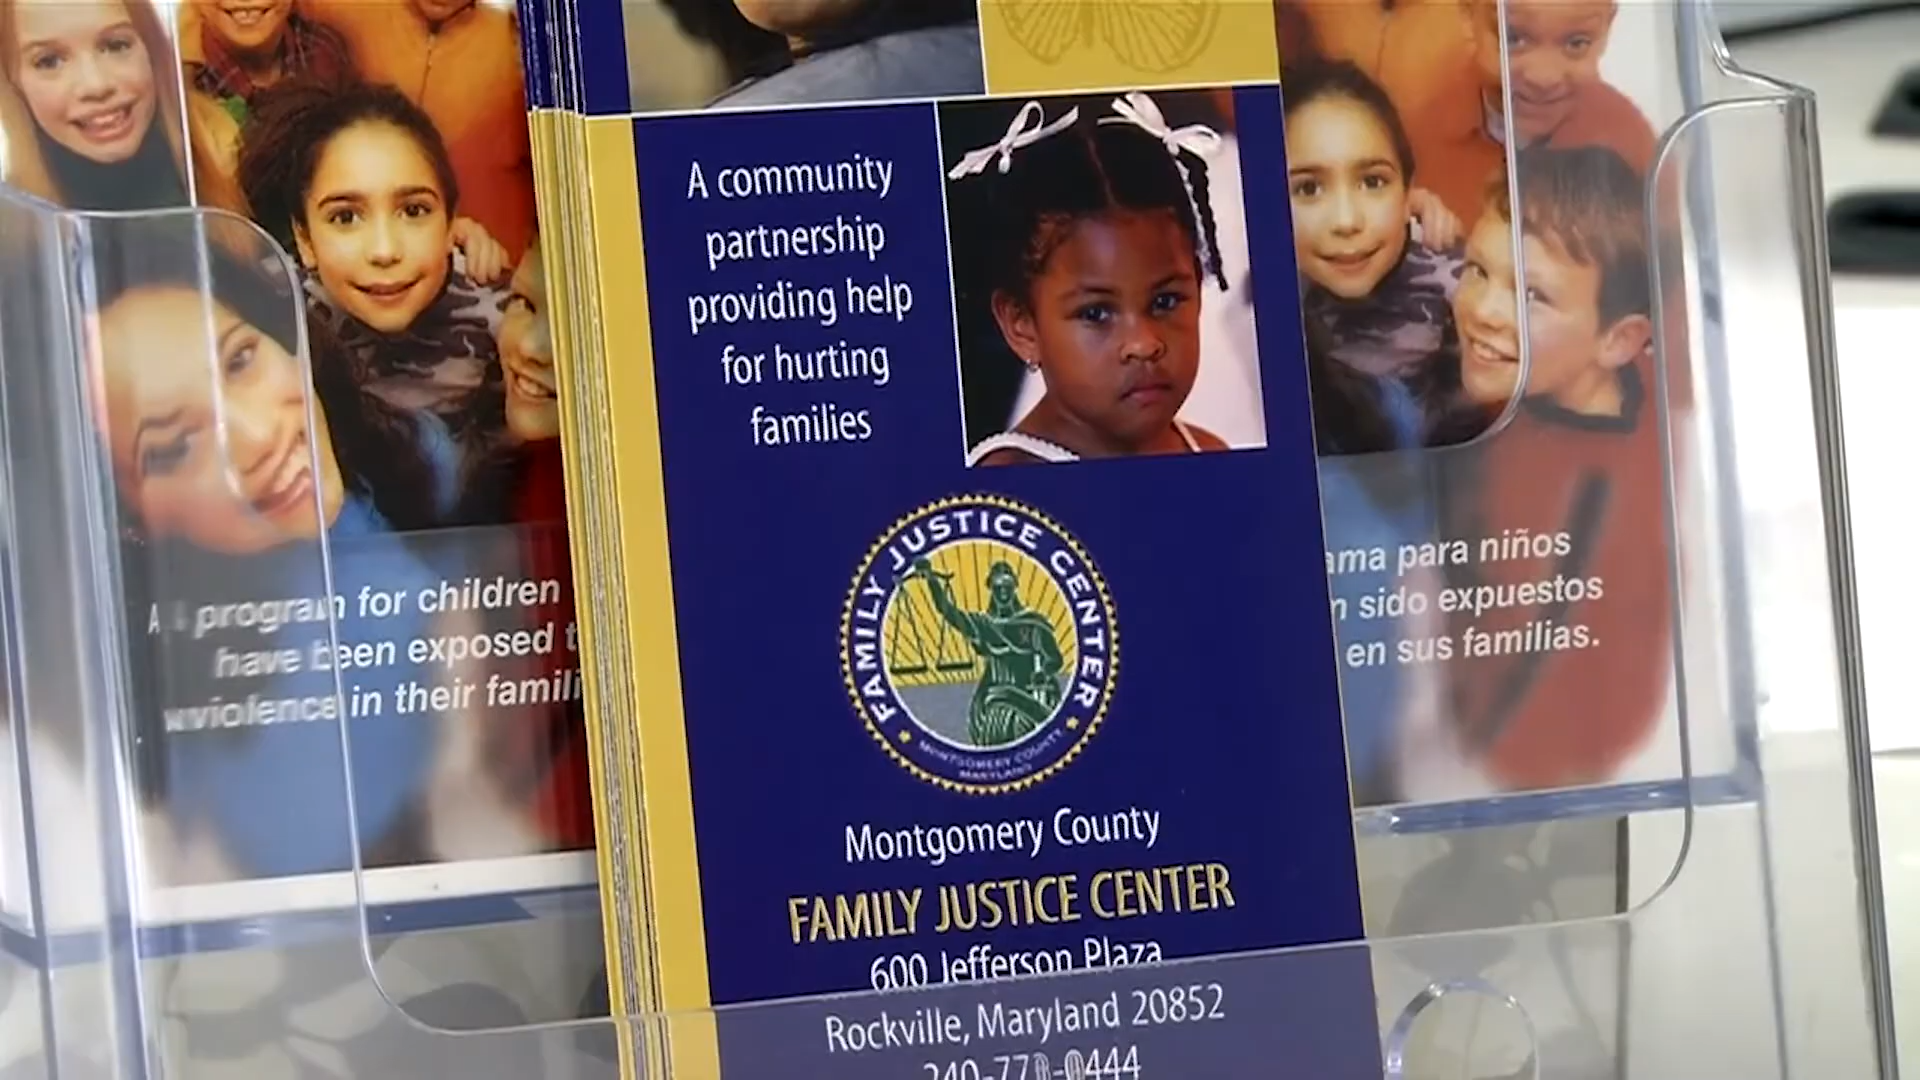 A community
partnership
providing help
for hurting
families
FAMILY JUSTICE CENTER
MONTGOMERY COUNTY
MARYLAND
Montgomery County
FAMILY JUSTICE CENTER
600 Jefferson Plaza
Rockville, Maryland 20852
A program for children
have been exposed
violence in their
para niños
sido expuestos
en sus familias.